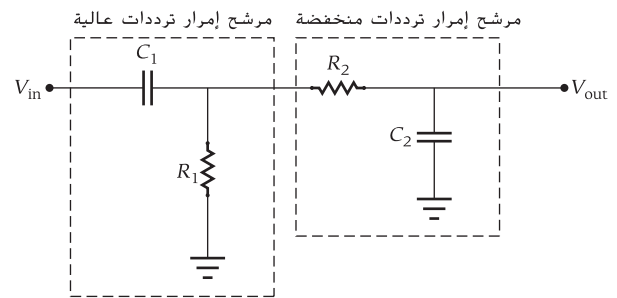 مرشح إمرار ترددات عالية
مرشح إمرار ترددات منخفضة
C1
R2
Vin
Vout
C2
R1